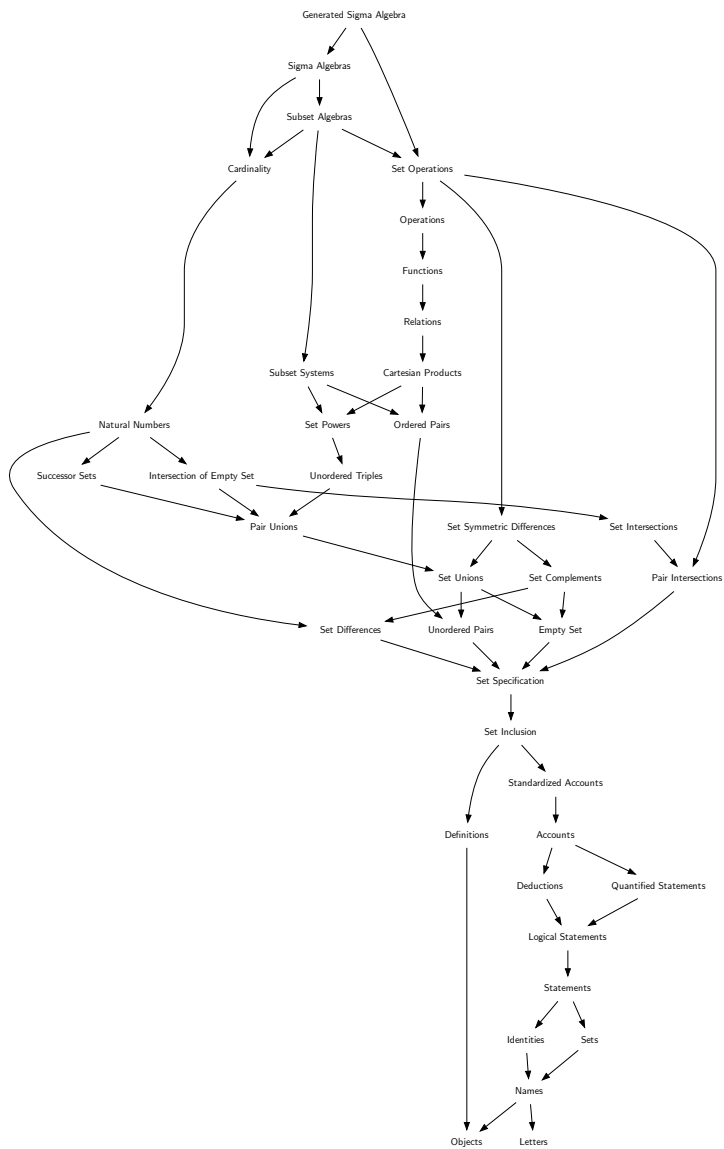 Generated Sigma Algebra
Sigma Algebras
Subset Algebras
Cardinality
Set Operations
Operations
Functions
Relations
Subset Systems
Cartesian Products
Natural Numbers
Set Powers
Ordered Pairs
Successor Sets
Intersection of Empty Set
Unordered Triples
Pair Unions
Set Symmetric Differences
Set Intersections
Set Unions
Set Complements
Pair Intersections
Set Differences
Unordered Pairs
Empty Set
Set Specification
Set Inclusion
Standardized Accounts
Definitions
Accounts
Deductions
Quantified Statements
Logical Statements
Statements
Identities
Sets
Names
Objects
Letters